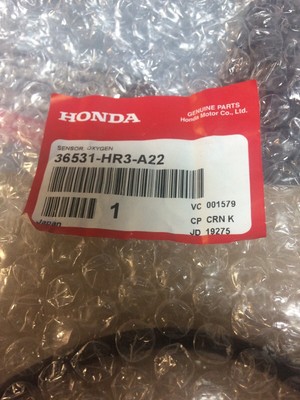 HONDA
GENUINE PARTS
Honda Motor Co., Ltd.
SENSOR OXYGEN
36531-HR3-A22
1
VC 001579
CP CRN K
JD 19275
Japan